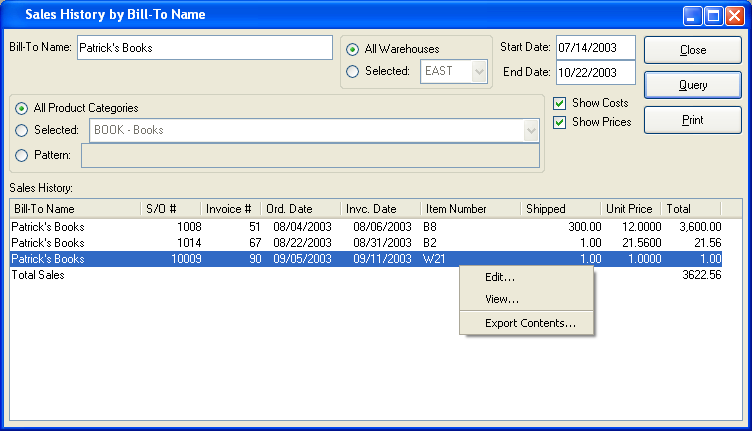 Sales History by Bill-To Name
Bill-To Name: Patrick's Books
All Warehouses
Selected: EAST
Start Date: 07/14/2003
End Date: 10/22/2003
Close
Query
Print
All Product Categories
Selected: BOOK - Books
Pattern:
Show Costs
Show Prices
Sales History:
Bill-To Name S/O # Invoice # Ord. Date Invc. Date Item Number Shipped Unit Price Total
Patrick's Books 1008 51 08/04/2003 08/06/2003 B8 300.00 12.0000 3,600.00
Patrick's Books 1014 67 08/22/2003 08/31/2003 B2 1.00 21.5600 21.56
Patrick's Books 10009 90 09/05/2003 09/11/2003 W21 1.00 1.0000 1.00
Total Sales 3622.56
Edit...
View...
Export Contents...